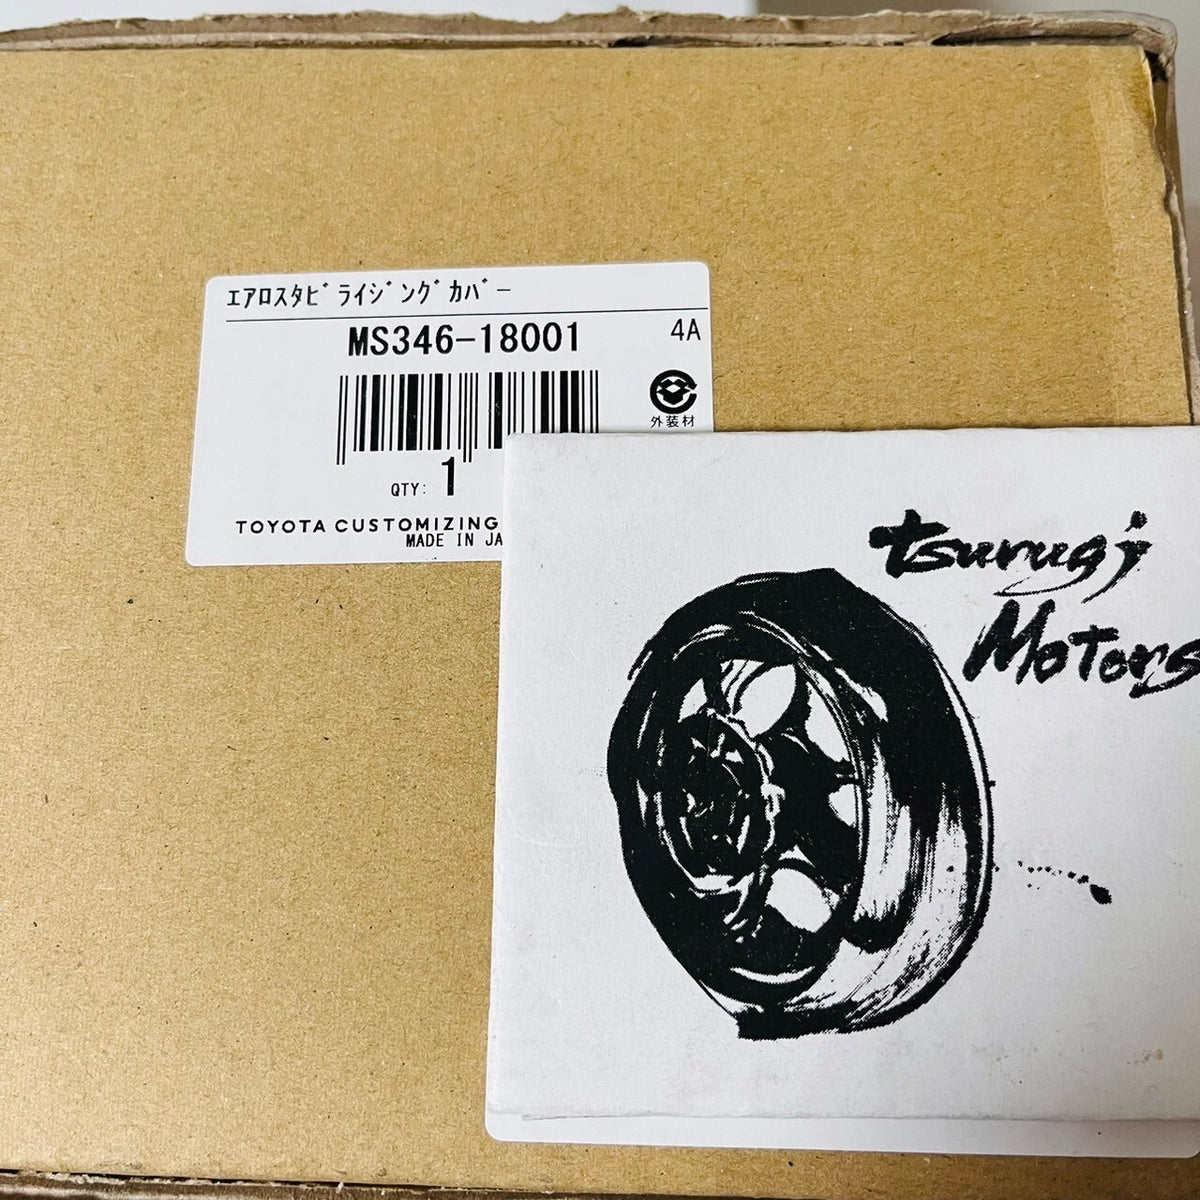 エアロスタビライジングカバー
MS346-18001
4A
外装材
QTY: 1
TOYOTA CUSTOMIZING
MADE IN
tsurugi
Motors